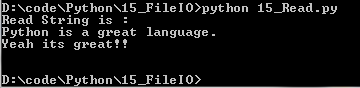 D:\code\Python\15_FileIO>python 15_Read.py
Read String is :
Python is a great language.
Yeah its great!!
D:\code\Python\15_FileIO>